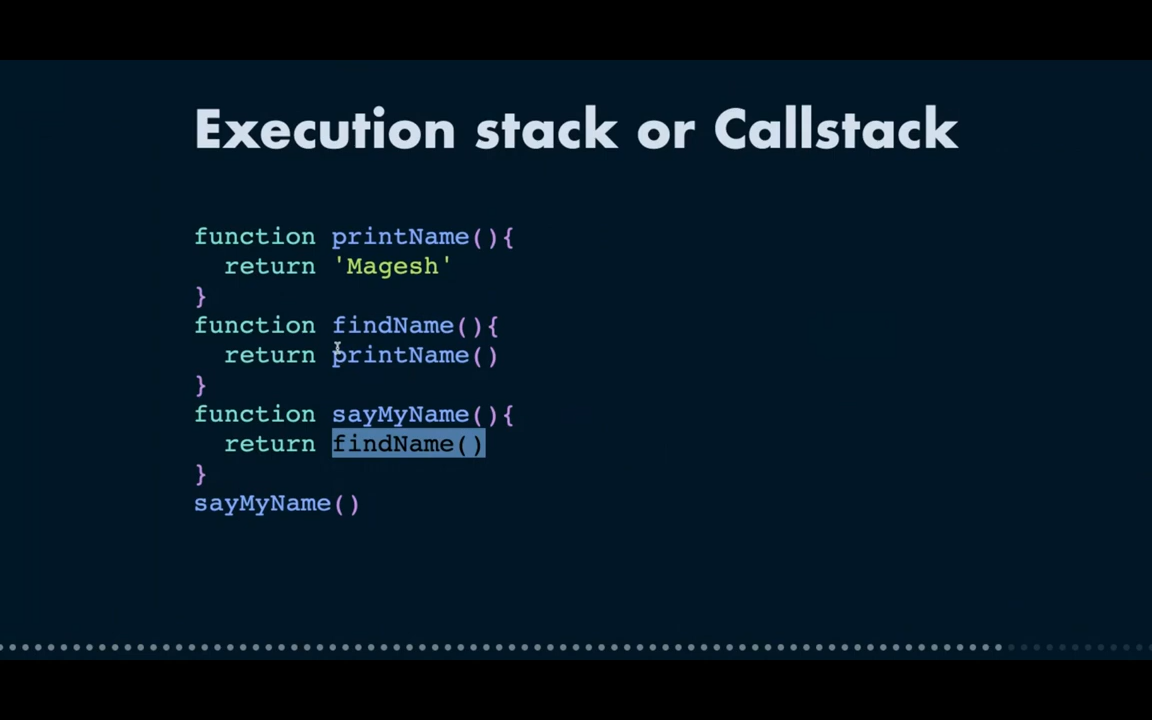 Execution stack or Callstack
function printName(){
  return 'Magesh'
}
function findName(){
  return printName()
}
function sayMyName(){
  return findName()
}
sayMyName()